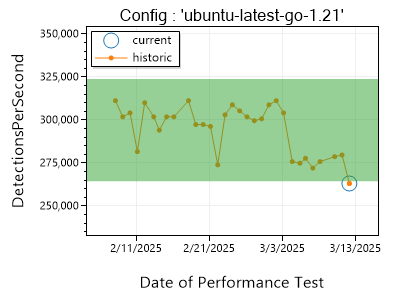 Config : 'ubuntu-latest-go-1.21'
current
historic
DetectionsPerSecond
350,000
325,000
300,000
275,000
250,000
2/11/2025
2/21/2025
3/3/2025
3/13/2025
Date of Performance Test